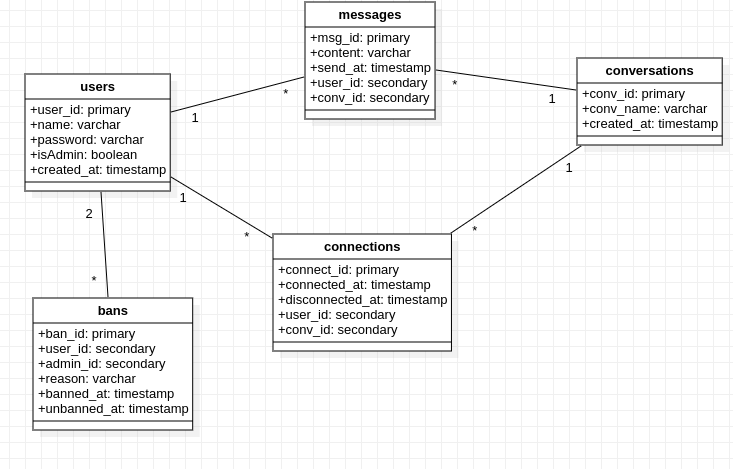 messages
+msg_id: primary
+content: varchar
+send_at: timestamp
+user_id: secondary
+conv_id: secondary
conversations
+conv_id: primary
+conv_name: varchar
+created_at: timestamp
users
+user_id: primary
+name: varchar
+password: varchar
+isAdmin: boolean
+created_at: timestamp
1
*
*
1
1
*
1
*
2
*
connections
+connect_id: primary
+connected_at: timestamp
+disconnected_at: timestamp
+user_id: secondary
+conv_id: secondary
bans
+ban_id: primary
+user_id: secondary
+admin_id: secondary
+reason: varchar
+banned_at: timestamp
+unbanned_at: timestamp